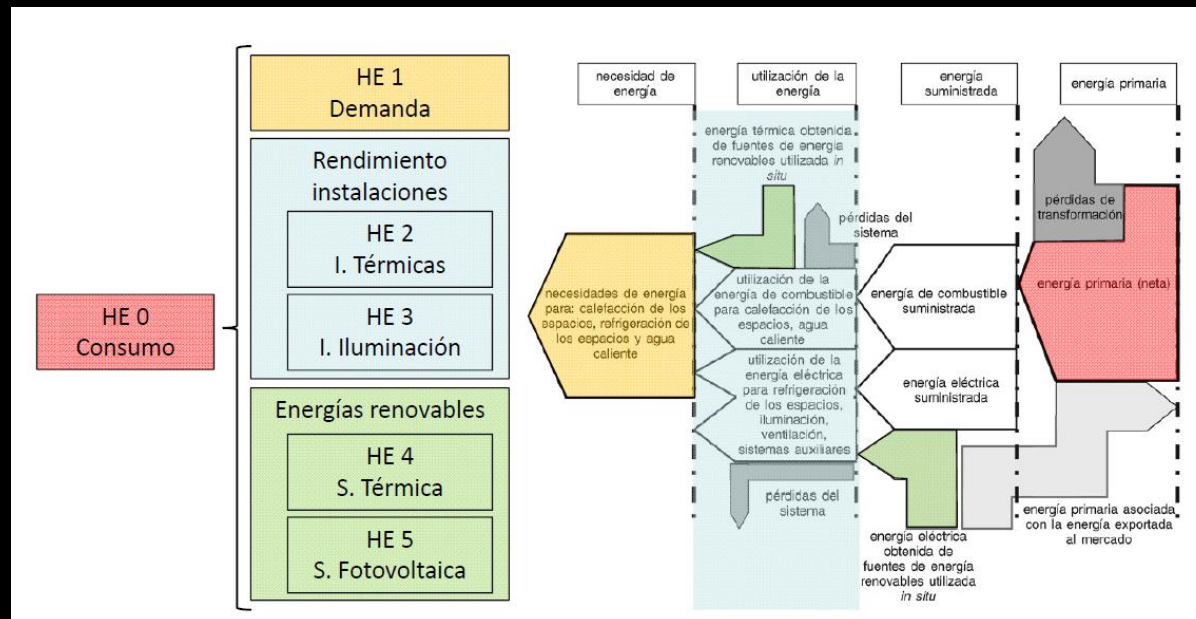 HE 0
Consumo
HE 1
Demanda
Rendimiento
instalaciones
HE 2
I. Térmicas
HE 3
I. Iluminación
Energías renovables
HE 4
S. Térmica
HE 5
S. Fotovoltaica
necesidad de
energía
utilización de la
energía
energía
suministrada
energía primaria
energía térmica obtenida
de fuentes de energía
renovables utilizada in
situ
pérdidas del
sistema
pérdidas de
transformación
necesidades de energía
para: calefacción de los
espacios, refrigeración de
los espacios y agua
caliente
utilización de la
energía de combustible
para calefacción de los
espacios, agua caliente
energía de combustible
suministrada
energía primaria (neta)
utilización de la
energía eléctrica
para refrigeración
de los espacios,
iluminación,
ventilación,
sistemas auxiliares
energía eléctrica
suministrada
pérdidas del
sistema
energía eléctrica
obtenida de
fuentes de energía
renovables utilizada
in situ
energía primaria asociada
con la energía exportada
al mercado